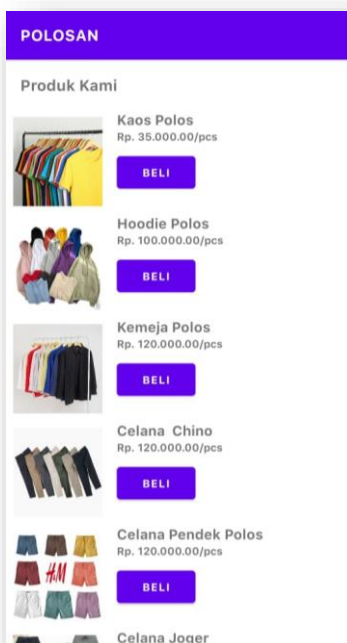 POLOSAN
Produk Kami
Kaos Polos
Rp. 35.000.00/pcs
BELI
Hoodie Polos
Rp. 100.000.00/pcs
BELI
Kemeja Polos
Rp. 120.000.00/pcs
BELI
Celana  Chino
Rp. 120.000.00/pcs
BELI
Celana Pendek Polos
Rp. 120.000.00/pcs
H&M
BELI
Celana Joger